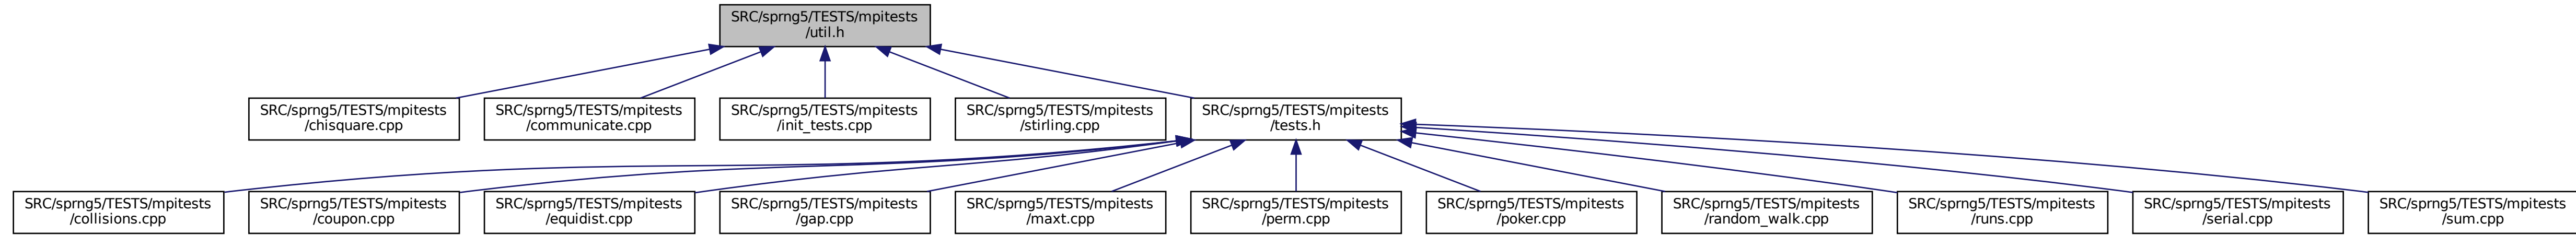 SRC/sprng5/TESTS/mpitests
/util.h
SRC/sprng5/TESTS/mpitests
/chisquare.cpp
SRC/sprng5/TESTS/mpitests
/communicate.cpp
SRC/sprng5/TESTS/mpitests
/init_tests.cpp
SRC/sprng5/TESTS/mpitests
/stirling.cpp
SRC/sprng5/TESTS/mpitests
/tests.h
SRC/sprng5/TESTS/mpitests
/collisions.cpp
SRC/sprng5/TESTS/mpitests
/coupon.cpp
SRC/sprng5/TESTS/mpitests
/equidist.cpp
SRC/sprng5/TESTS/mpitests
/gap.cpp
SRC/sprng5/TESTS/mpitests
/maxt.cpp
SRC/sprng5/TESTS/mpitests
/perm.cpp
SRC/sprng5/TESTS/mpitests
/poker.cpp
SRC/sprng5/TESTS/mpitests
/random_walk.cpp
SRC/sprng5/TESTS/mpitests
/runs.cpp
SRC/sprng5/TESTS/mpitests
/serial.cpp
SRC/sprng5/TESTS/mpitests
/sum.cpp